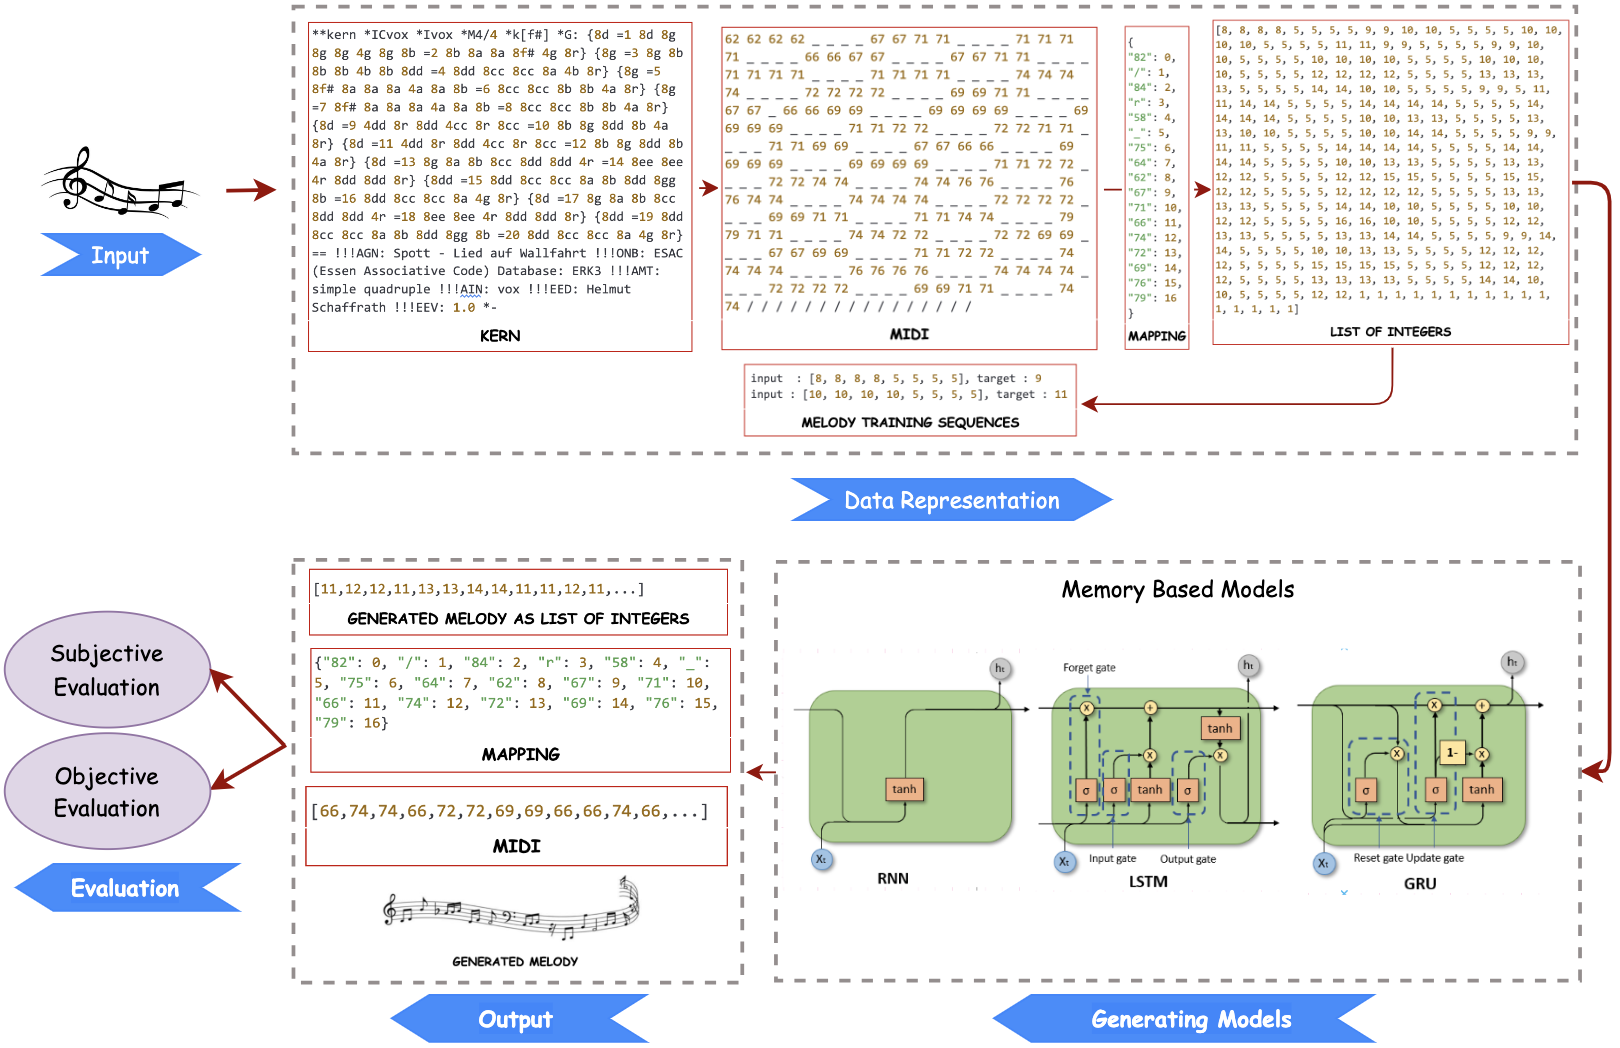 Input
**kern *ICvox *Ivox *M4/4 *k[f#] *G: {8d =1 8d 8g
8g 8g 4g 8g 8b =2 8b 8a 8a 8f# 4g 8r} {8g =3 8g 8b
8b 8b 4b 8b 8dd =4 8dd 8cc 8cc 8a 4b 8r} {8g =5
8f# 8a 8a 8a 4a 8a 8b =6 8cc 8cc 8b 8b 4a 8r} {8g
=7 8f# 8a 8a 8a 4a 8a 8b =8 8cc 8cc 8b 8b 4a 8r}
{8d =9 4dd 8r 8dd 4cc 8r 8cc =10 8b 8g 8dd 8b 4a
8r} {8d =11 4dd 8r 8dd 4cc 8r 8cc =12 8b 8g 8dd 8b
4a 8r} {8d =13 8g 8a 8b 8cc 8dd 8dd 4r =14 8ee 8ee
4r 8dd 8dd 8r} {8dd =15 8dd 8cc 8cc 8a 8b 8dd 8gg
8b =16 8dd 8cc 8cc 8a 4g 8r} {8d =17 8g 8a 8b 8cc
8dd 8dd 4r =18 8ee 8ee 4r 8dd 8dd 8r} {8dd =19 8dd
8cc 8cc 8a 8b 8dd 8gg 8b =20 8dd 8cc 8cc 8a 4g 8r}
== !!!AGN: Spott - Lied auf Wallfahrt !!!ONB: ESAC
(Essen Associative Code) Database: ERK3 !!!AMT:
simple quadruple !!!AIN: vox !!!EED: Helmut
Schaffrath !!!EEV: 1.0 *-
KERN
62 62 62 62 _ _ _ _ 67 67 71 71 _ _ _ _ 71 71 71
71 _ _ _ _ 66 66 67 67 _ _ _ _ 67 67 71 71 _ _ _ _
71 71 71 71 _ _ _ _ 71 71 71 71 _ _ _ _ 74 74 74
74 _ _ _ _ 72 72 72 72 _ _ _ _ 69 69 71 71 _ _ _ _
67 67 _ 66 66 69 69 _ _ _ _ 69 69 69 69 _ _ _ _ 69
69 69 69 _ _ _ _ 71 71 72 72 _ _ _ _ 72 72 71 71 _
_ _ _ 71 71 69 69 _ _ _ _ 67 67 66 66 _ _ _ _ 69
69 69 69 _ _ _ _ 69 69 69 69 _ _ _ _ 71 71 72 72 _
_ _ _ 72 72 74 74 _ _ _ _ 74 74 76 76 _ _ _ _ 76
76 74 74 _ _ _ _ 74 74 74 74 _ _ _ _ 72 72 72 72 _
_ _ _ 69 69 71 71 _ _ _ _ 71 71 74 74 _ _ _ _ 79
79 71 71 _ _ _ _ 74 74 72 72 _ _ _ _ 72 72 69 69 _
_ _ _ 67 67 69 69 _ _ _ _ 71 71 72 72 _ _ _ _ 74
74 74 74 _ _ _ _ 76 76 76 76 _ _ _ _ 74 74 74 74 _
_ _ _ 72 72 72 72 _ _ _ _ 69 69 71 71 _ _ _ _ 74
74 / / / / / / / / / / / / / / / /
MIDI
{
"82": 0,
"/": 1,
"84": 2,
"r": 3,
"58": 4,
"_": 5,
"75": 6,
"64": 7,
"62": 8,
"67": 9,
"71": 10,
"66": 11,
"74": 12,
"72": 13,
"69": 14,
"76": 15,
"79": 16
}
MAPPING
[8, 8, 8, 8, 5, 5, 5, 5, 9, 9, 10, 10, 5, 5, 5, 5, 10, 10,
10, 10, 5, 5, 5, 5, 11, 11, 9, 9, 5, 5, 5, 5, 9, 9, 10,
10, 5, 5, 5, 5, 10, 10, 10, 10, 5, 5, 5, 5, 10, 10, 10,
10, 5, 5, 5, 5, 12, 12, 12, 12, 5, 5, 5, 5, 13, 13, 13,
13, 5, 5, 5, 5, 14, 14, 10, 10, 5, 5, 5, 5, 9, 9, 5, 11,
11, 14, 14, 5, 5, 5, 5, 14, 14, 14, 14, 5, 5, 5, 5, 14,
14, 14, 14, 5, 5, 5, 5, 10, 10, 13, 13, 5, 5, 5, 5, 13,
13, 10, 10, 5, 5, 5, 5, 10, 10, 14, 14, 5, 5, 5, 5, 9, 9,
11, 11, 5, 5, 5, 5, 14, 14, 14, 14, 5, 5, 5, 5, 14, 14,
14, 14, 5, 5, 5, 5, 10, 10, 13, 13, 5, 5, 5, 5, 13, 13,
12, 12, 5, 5, 5, 5, 12, 12, 15, 15, 5, 5, 5, 5, 15, 15,
12, 12, 5, 5, 5, 5, 12, 12, 12, 12, 5, 5, 5, 5, 13, 13,
13, 13, 5, 5, 5, 5, 14, 14, 10, 10, 5, 5, 5, 5, 10, 10,
12, 12, 5, 5, 5, 5, 16, 16, 10, 10, 5, 5, 5, 5, 12, 12,
13, 13, 5, 5, 5, 5, 13, 13, 14, 14, 5, 5, 5, 5, 9, 9, 14,
14, 5, 5, 5, 5, 10, 10, 13, 13, 5, 5, 5, 5, 12, 12, 12,
12, 5, 5, 5, 5, 15, 15, 15, 15, 5, 5, 5, 5, 12, 12, 12,
12, 5, 5, 5, 5, 13, 13, 13, 13, 5, 5, 5, 5, 14, 14, 10,
10, 5, 5, 5, 5, 12, 12, 1, 1, 1, 1, 1, 1, 1, 1, 1, 1, 1,
1, 1, 1, 1, 1]
LIST OF INTEGERS
input : [8, 8, 8, 8, 5, 5, 5, 5], target : 9
input : [10, 10, 10, 10, 5, 5, 5, 5], target : 11
MELODY TRAINING SEQUENCES
Data Representation
Memory Based Models
ht
tanh
Xt
RNN
Forget gate
ht
x
+
tanh
x
x
σ
σ
tanh
σ
Xt
Input gate
Output gate
LSTM
ht
x
+
x
1-
x
σ
σ
tanh
Xt
Reset gate
Update gate
GRU
Generating Models
[11,12,12,11,13,13,14,14,11,11,12,11,...]
GENERATED MELODY AS LIST OF INTEGERS
{"82": 0, "/": 1, "84": 2, "r": 3, "58": 4, "_":
5, "75": 6, "64": 7, "62": 8, "67": 9, "71": 10,
"66": 11, "74": 12, "72": 13, "69": 14, "76": 15,
"79": 16}
MAPPING
[66,74,74,66,72,72,69,69,66,66,74,66,...]
MIDI
GENERATED MELODY
Output
Subjective
Evaluation
Objective
Evaluation
Evaluation